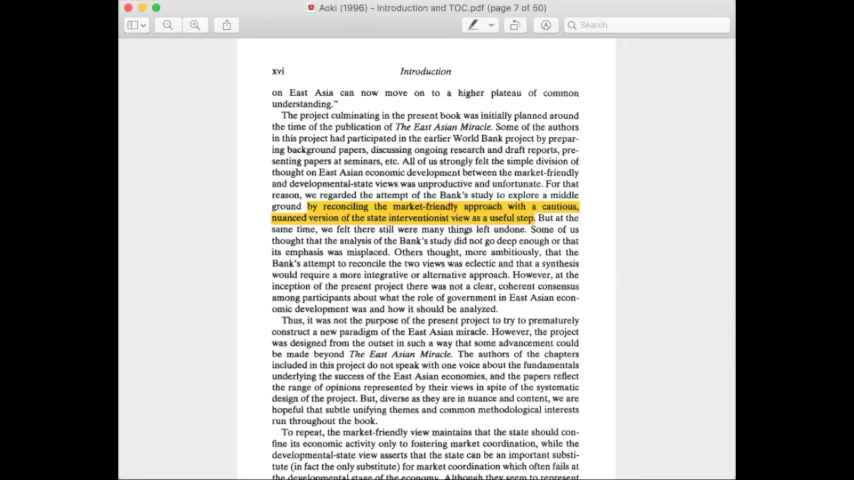 Aoki (1996) - Introduction and TOC.pdf (page 7 of 50)
Search
xvi Introduction
on East Asia can now move on to a higher plateau of common
understanding."
The project culminating in the present book was initially planned around
the time of the publication of The East Asian Miracle. Some of the authors
in this project had participated in the earlier World Bank project by prepar-
ing background papers, discussing ongoing research and draft reports, pre-
senting papers at seminars, etc. All of us strongly felt the simple division of
thought on East Asian economic development between the market-friendly
and developmental-state views was unproductive and unfortunate. For that
reason, we regarded the attempt of the Bank's study to explore a middle
ground by reconciling the market-friendly approach with a cautious,
nuanced version of the state interventionist view as a useful step. But at the
same time, we felt there still were many things left undone. Some of us
thought that the analysis of the Bank's study did not go deep enough or that
its emphasis was misplaced. Others thought, more ambitiously, that the
Bank's attempt to reconcile the two views was eclectic and that a synthesis
would require a more integrative or alternative approach. However, at the
inception of the present project there was not a clear, coherent consensus
among participants about what the role of government in East Asian econ-
omic development was and how it should be analyzed.
Thus, it was not the purpose of the present project to try to prematurely
construct a new paradigm of the East Asian miracle. However, the project
was designed from the outset in such a way that some advancement could
be made beyond The East Asian Miracle. The authors of the chapters
included in this project do not speak with one voice about the fundamentals
underlying the success of the East Asian economies, and the papers reflect
the range of opinions represented by their views in spite of the systematic
design of the project. But, diverse as they are in nuance and content, we are
hopeful that subtle unifying themes and common methodological interests
run throughout the book.
To repeat, the market-friendly view maintains that the state should con-
fine its economic activity only to fostering market coordination, while the
developmental-state view asserts that the state can be an important substi-
tute (in fact the only substitute) for market coordination which often fails at
the developmental stage of the economy. Although they seem to represent